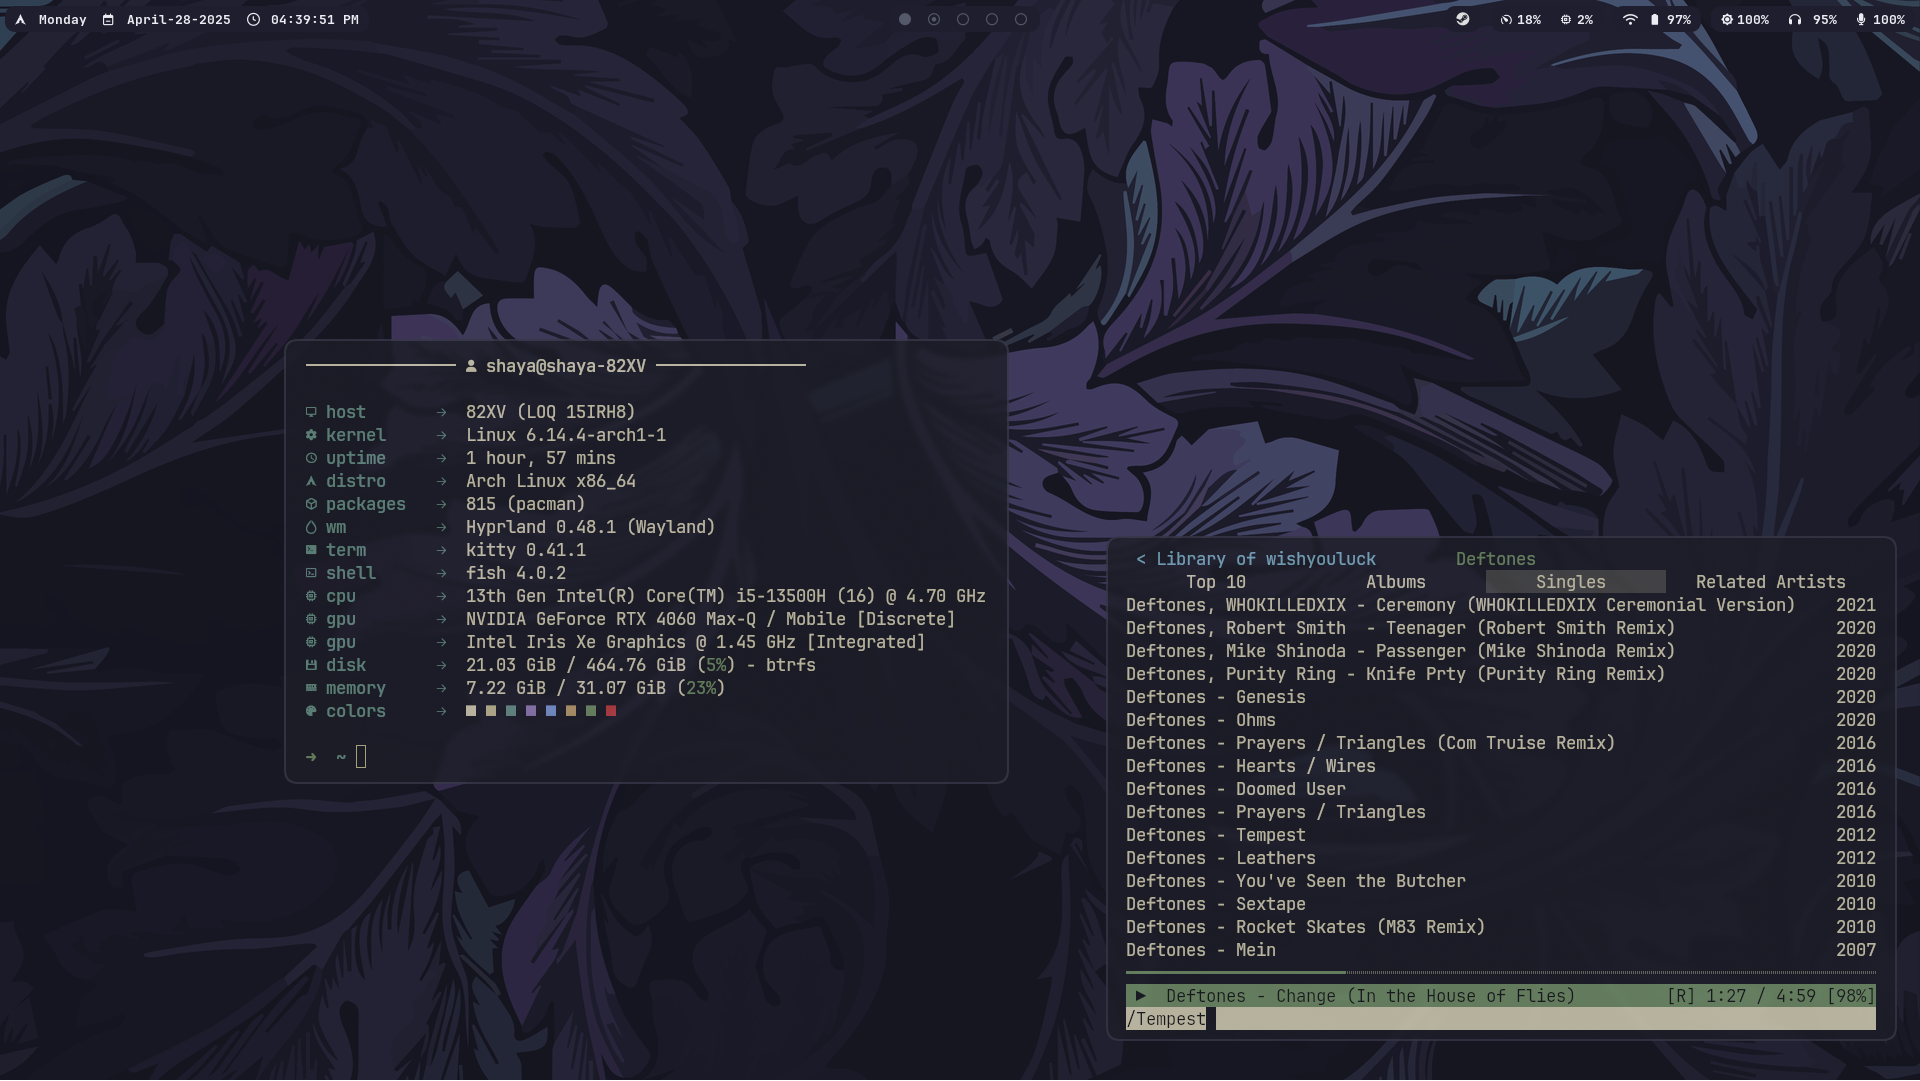 Monday April-28-2025 04:39:51 PM
18% 2% 97% 100% 95% 100%
shaya@shaya-82XV
host → 82XV (LOQ 15IRH8)
kernel → Linux 6.14.4-arch1-1
uptime → 1 hour, 57 mins
distro → Arch Linux x86_64
packages → 815 (pacman)
wm → Hyprland 0.48.1 (Wayland)
term → kitty 0.41.1
shell → fish 4.0.2
cpu → 13th Gen Intel(R) Core(TM) i5-13500H (16) @ 4.70 GHz
gpu → NVIDIA GeForce RTX 4060 Max-Q / Mobile [Discrete]
gpu → Intel Iris Xe Graphics @ 1.45 GHz [Integrated]
disk → 21.03 GiB / 464.76 GiB (5%) - btrfs
memory → 7.22 GiB / 31.07 GiB (23%)
colors →
→ ~
< Library of wishyouluck Deftones
Top 10 Albums Singles Related Artists
Deftones, WHOKILLEDXIX - Ceremony (WHOKILLEDXIX Ceremonial Version) 2021
Deftones, Robert Smith  - Teenager (Robert Smith Remix) 2020
Deftones, Mike Shinoda - Passenger (Mike Shinoda Remix) 2020
Deftones, Purity Ring - Knife Prty (Purity Ring Remix) 2020
Deftones - Genesis 2020
Deftones - Ohms 2020
Deftones - Prayers / Triangles (Com Truise Remix) 2016
Deftones - Hearts / Wires 2016
Deftones - Doomed User 2016
Deftones - Prayers / Triangles 2016
Deftones - Tempest 2012
Deftones - Leathers 2012
Deftones - You've Seen the Butcher 2010
Deftones - Sextape 2010
Deftones - Rocket Skates (M83 Remix) 2010
Deftones - Mein 2007
▶ Deftones - Change (In the House of Flies) [R] 1:27 / 4:59 [98%]
/Tempest